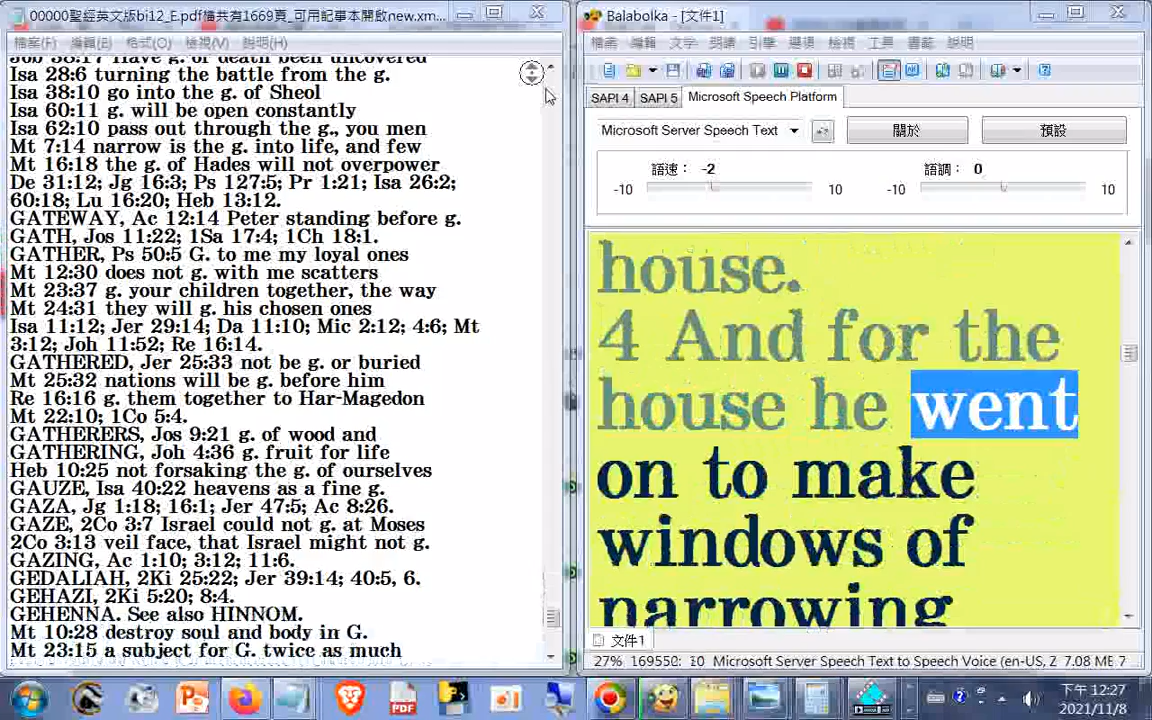 00000聖經英文版bi12_E.pdf檔共有1669頁_可用記事本開啟new.xm...
檔案(F) 編輯(E) 格式(O) 檢視(V) 說明(H)
Job 38:17 Have g. of death been uncovered
Isa 28:6 turning the battle from the g.
Isa 38:10 go into the g. of Sheol
Isa 60:11 g. will be open constantly
Isa 62:10 pass out through the g., you men
Mt 7:14 narrow is the g. into life, and few
Mt 16:18 the g. of Hades will not overpower
De 31:12; Jg 16:3; Ps 127:5; Pr 1:21; Isa 26:2;
60:18; Lu 16:20; Heb 13:12.
GATEWAY, Ac 12:14 Peter standing before g.
GATH, Jos 11:22; 1Sa 17:4; 1Ch 18:1.
GATHER, Ps 50:5 G. to me my loyal ones
Mt 12:30 does not g. with me scatters
Mt 23:37 g. your children together, the way
Mt 24:31 they will g. his chosen ones
Isa 11:12; Jer 29:14; Da 11:10; Mic 2:12; 4:6; Mt
3:12; Joh 11:52; Re 16:14.
GATHERED, Jer 25:33 not be g. or buried
Mt 25:32 nations will be g. before him
Re 16:16 g. them together to Har-Magedon
Mt 22:10; 1Co 5:4.
GATHERERS, Jos 9:21 g. of wood and
GATHERING, Joh 4:36 g. fruit for life
Heb 10:25 not forsaking the g. of ourselves
GAUZE, Isa 40:22 heavens as a fine g.
GAZA, Jg 1:18; 16:1; Jer 47:5; Ac 8:26.
GAZE, 2Co 3:7 Israel could not g. at Moses
2Co 3:13 veil face, that Israel might not g.
GAZING, Ac 1:10; 3:12; 11:6.
GEDALIAH, 2Ki 25:22; Jer 39:14; 40:5, 6.
GEHAZI, 2Ki 5:20; 8:4.
GEHENNA. See also HINNOM.
Mt 10:28 destroy soul and body in G.
Mt 23:15 a subject for G. twice as much
Balabolka - [文件1]
檔案 編輯 文字 朗讀 引擎 選項 檢視 工具 書籤 說明
SAPI 4 SAPI 5 Microsoft Speech Platform
Microsoft Server Speech Text 關於 預設
語速： -2 語調： 0
-10 10 -10 10
house.
4 And for the
house he went
on to make
windows of
narrowing
文件1
27% 169550: 10 Microsoft Server Speech Text to Speech Voice (en-US, Z 7.08 ME 7
PDF
下午 12:27
2021/11/8